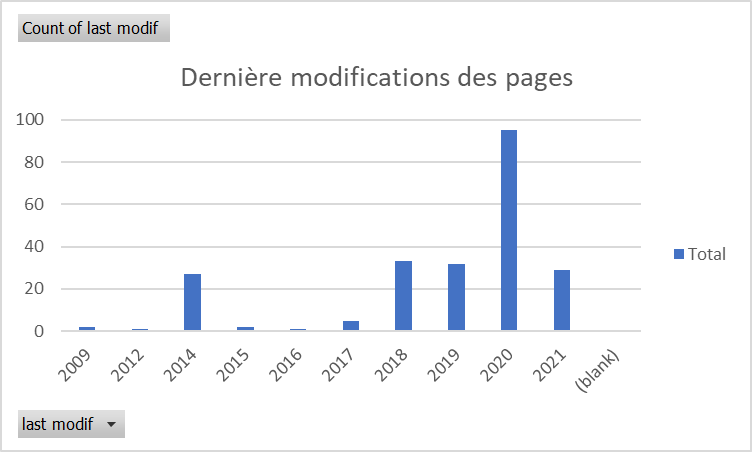 Count of last modif
Dernière modifications des pages
100
80
60
40
20
0
2009 2012 2014 2015 2016 2017 2018 2019 2020 2021 (blank)
Total
last modif